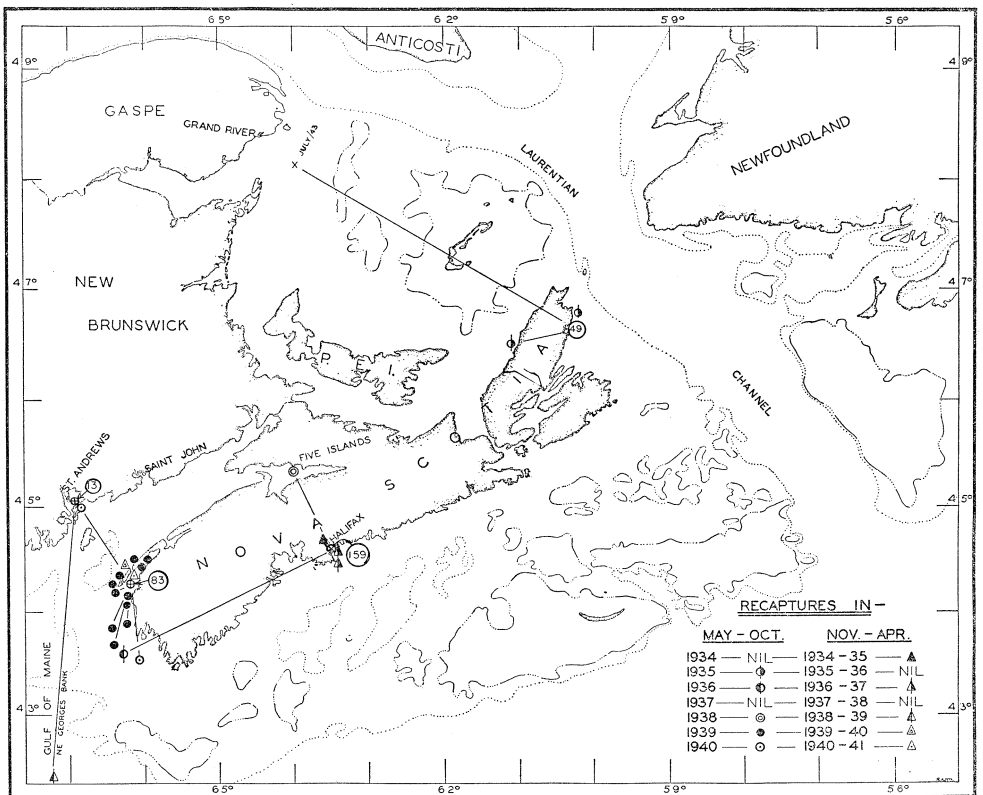 65° 62° 59° 56°
49° 49°
ANTICOSTI
GASPE
GRAND RIVER
JULY/43
LAURENTIAN
NEWFOUNDLAND
47° 47°
NEW
BRUNSWICK
49
P. E. I.
CHANNEL
ST. ANDREWS
SAINT JOHN
FIVE ISLANDS
13
45° 45°
NOVA SCOTIA
HALIFAX
159
83
GULF OF MAINE
NE GEORGES BANK
43° 43°
RECAPTURES IN—
MAY – OCT. NOV. – APR.
1934 — NIL — 1934 - 35
1935 — 1935 - 36 NIL
1936 — 1936 - 37
1937 — NIL — 1937 - 38 — NIL
1938 — 1938 - 39
1939 — 1939 - 40
1940 — 1940 - 41
65° 62° 59° 56°